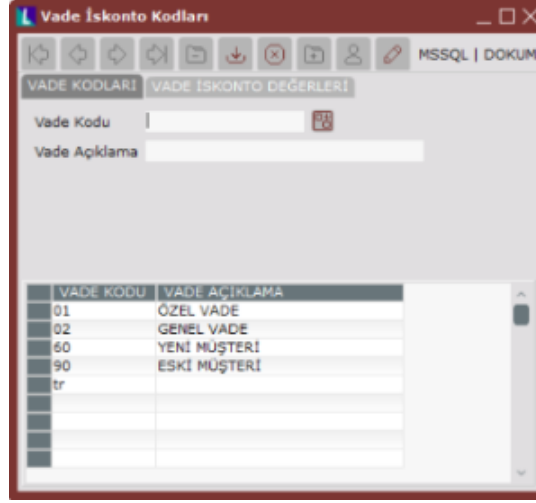 Vade İskonto Kodları
MSSQL | DOKUM
VADE KODLARI VADE İSKONTO DEĞERLERİ
Vade Kodu
Vade Açıklama
VADE KODU VADE AÇIKLAMA
01 ÖZEL VADE
02 GENEL VADE
60 YENİ MÜŞTERİ
90 ESKİ MÜŞTERİ
tr